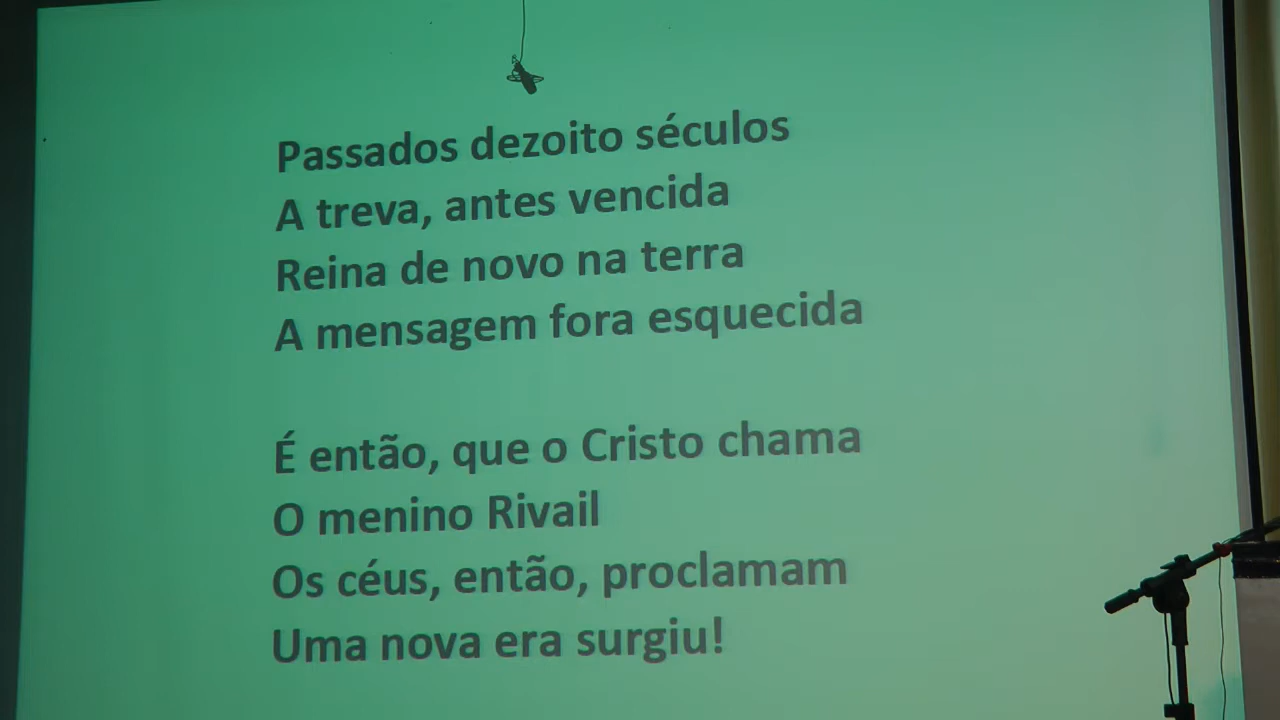 Passados dezoito séculos
A treva, antes vencida
Reina de novo na terra
A mensagem fora esquecida
É então, que o Cristo chama
O menino Rivail
Os céus, então, proclamam
Uma nova era surgiu!